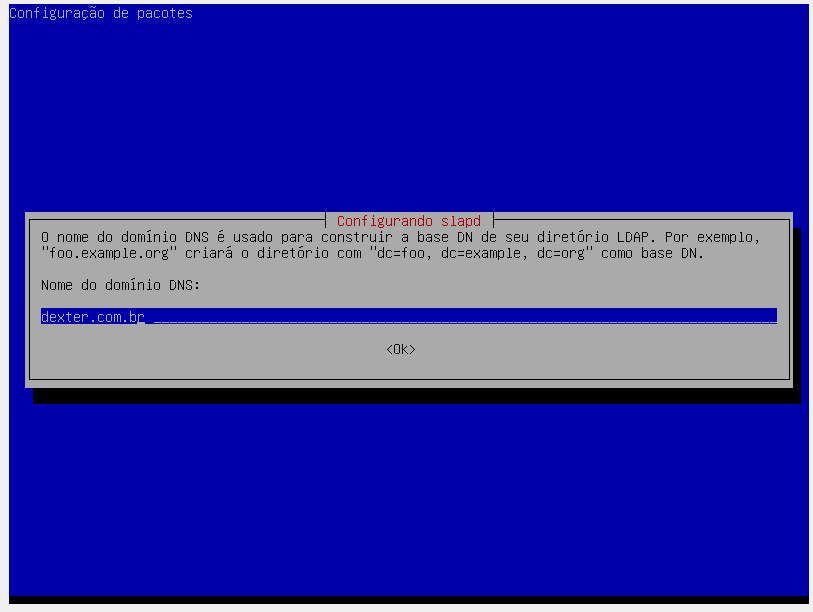 Configuração de pacotes
Configurando slapd
O nome do domínio DNS é usado para construir a base DN de seu diretório LDAP. Por exemplo,
"foo.example.org" criará o diretório com "dc=foo, dc=example, dc=org" como base DN.
Nome do domínio DNS:
dexter.com.br
<Ok>